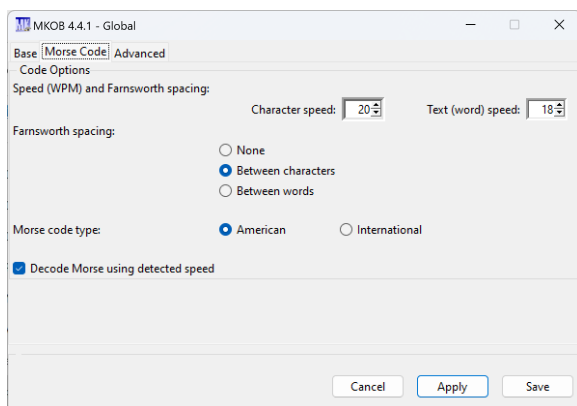 MKOB 4.4.1 - Global
Base Morse Code Advanced
Code Options
Speed (WPM) and Farnsworth spacing:
Character speed: 20 Text (word) speed: 18
Farnsworth spacing:
None
Between characters
Between words
Morse code type: American International
Decode Morse using detected speed
Cancel Apply Save